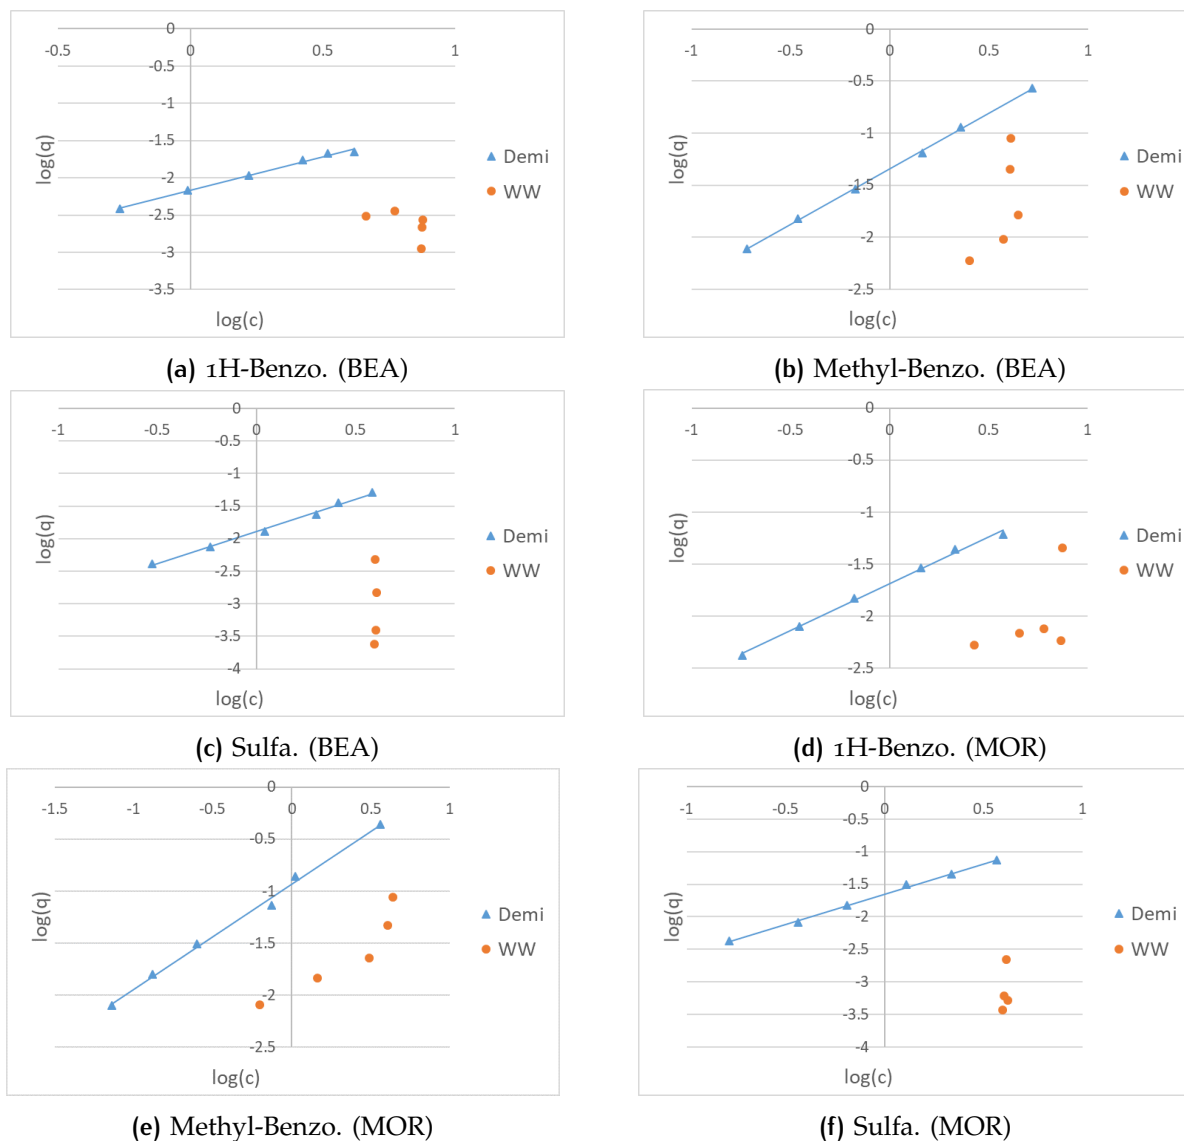 0
-0.5 0 0.5 1
-0.5
-1
-1.5
-2
-2.5
-3
-3.5
log(q)
log(c)
Demi
WW
(a) 1H-Benzo. (BEA)
0
-1 -0.5 0 0.5 1
-0.5
-1
-1.5
-2
-2.5
log(q)
log(c)
Demi
WW
(b) Methyl-Benzo. (BEA)
0
-1 -0.5 0 0.5 1
-0.5
-1
-1.5
-2
-2.5
-3
-3.5
-4
log(q)
log(c)
Demi
WW
(c) Sulfa. (BEA)
0
-1 -0.5 0 0.5 1
-0.5
-1
-1.5
-2
-2.5
log(q)
log(c)
Demi
WW
(d) 1H-Benzo. (MOR)
0
-1.5 -1 -0.5 0 0.5 1
-0.5
-1
-1.5
-2
-2.5
log(q)
log(c)
Demi
WW
(e) Methyl-Benzo. (MOR)
0
-1 -0.5 0 0.5 1
-0.5
-1
-1.5
-2
-2.5
-3
-3.5
-4
log(q)
log(c)
Demi
WW
(f) Sulfa. (MOR)